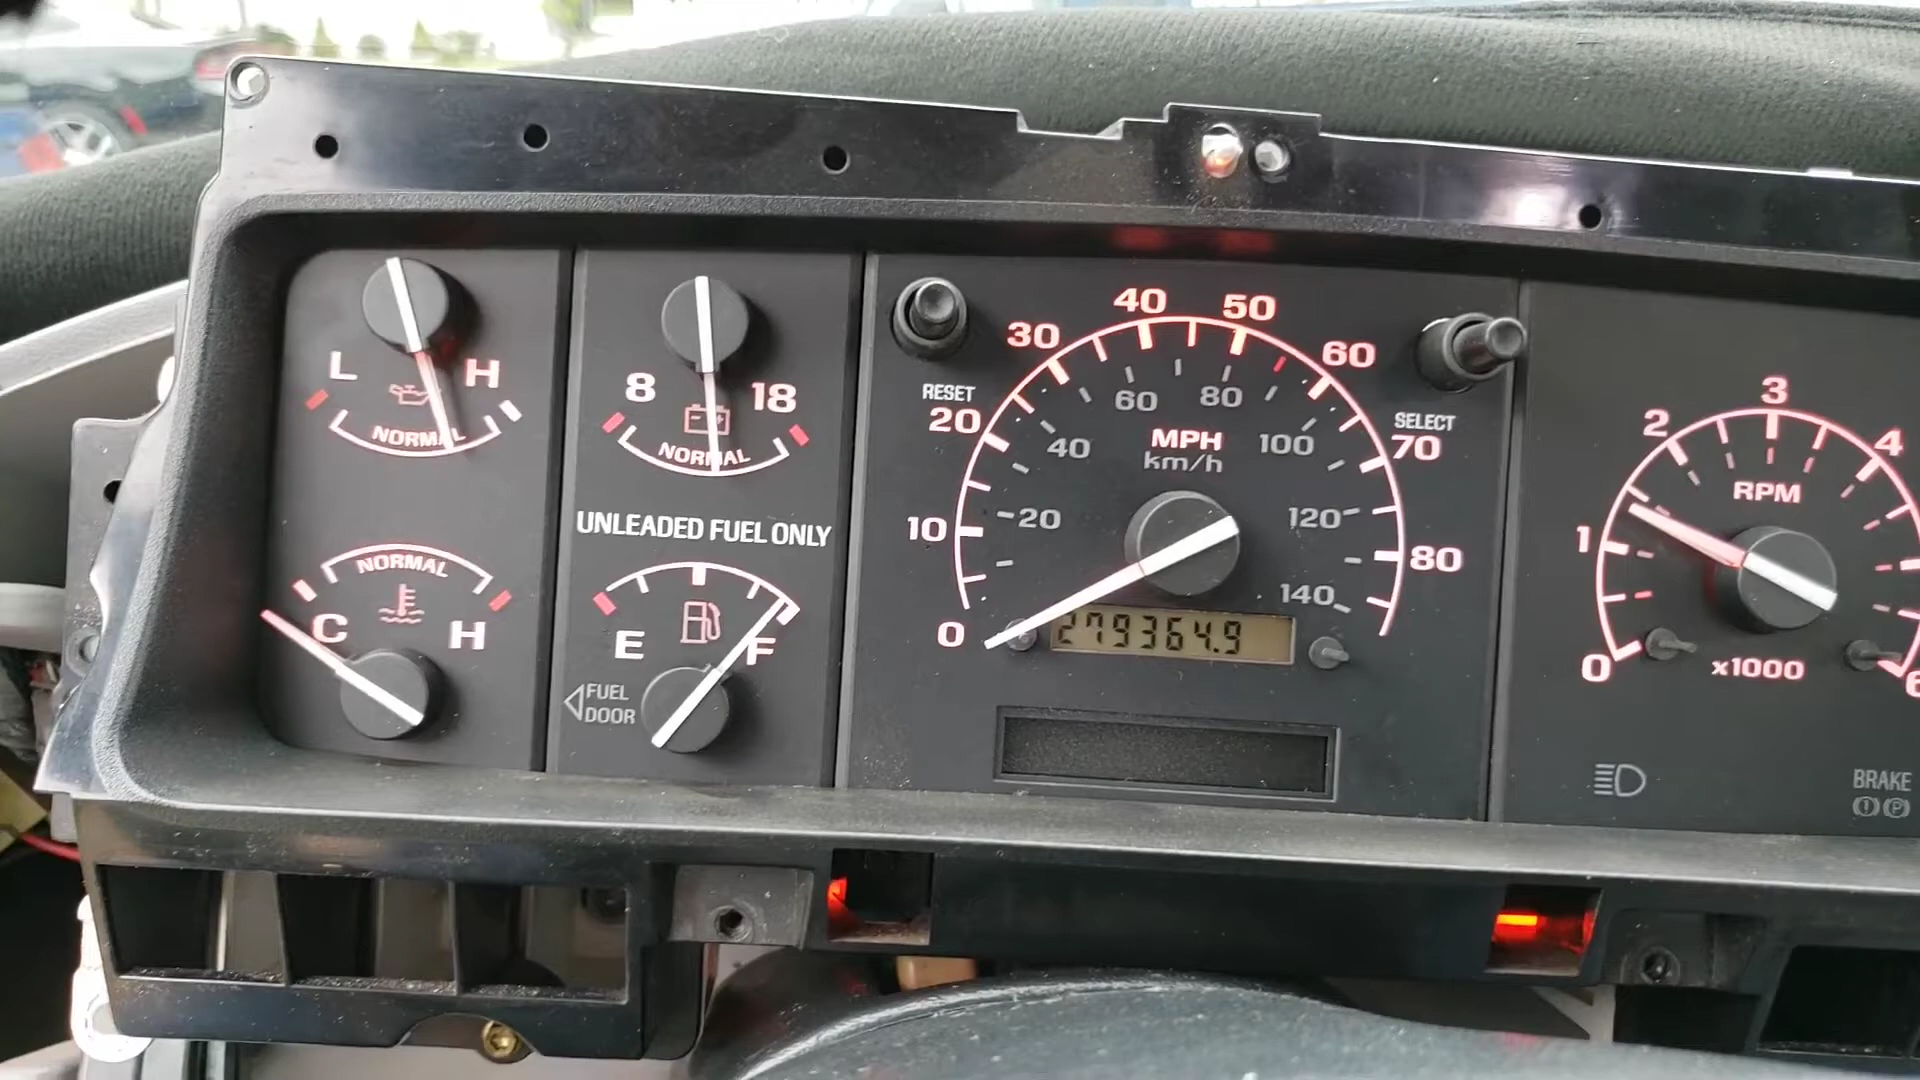 L H
NORMAL
NORMAL
C H
8 18
NORMAL
UNLEADED FUEL ONLY
E F
FUEL
DOOR
RESET
SELECT
0 10 20 30 40 50 60 70 80
20 40 60 80 100 120 140
MPH
km/h
279364.9
0 1 2 3 4 6
RPM
x1000
BRAKE
P